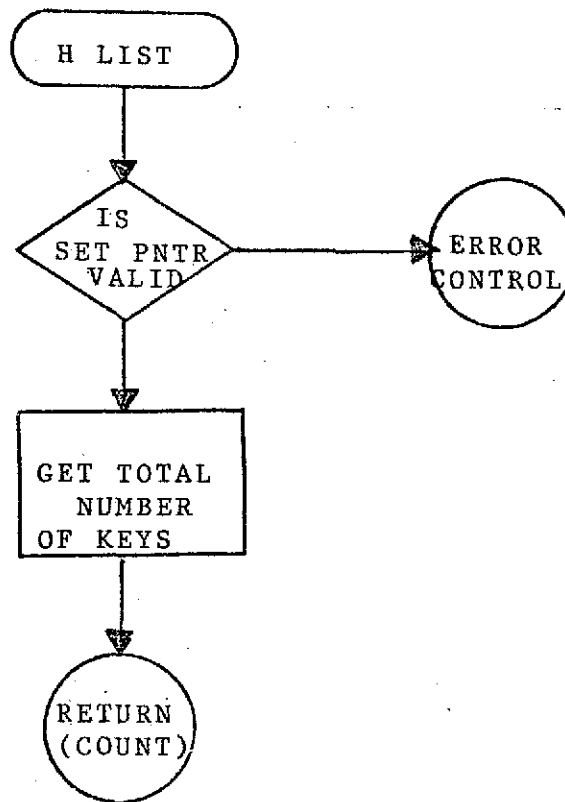 H LIST
IS
SET PNTR
VALID
ERROR
CONTROL
GET TOTAL
NUMBER
OF KEYS
RETURN
(COUNT)